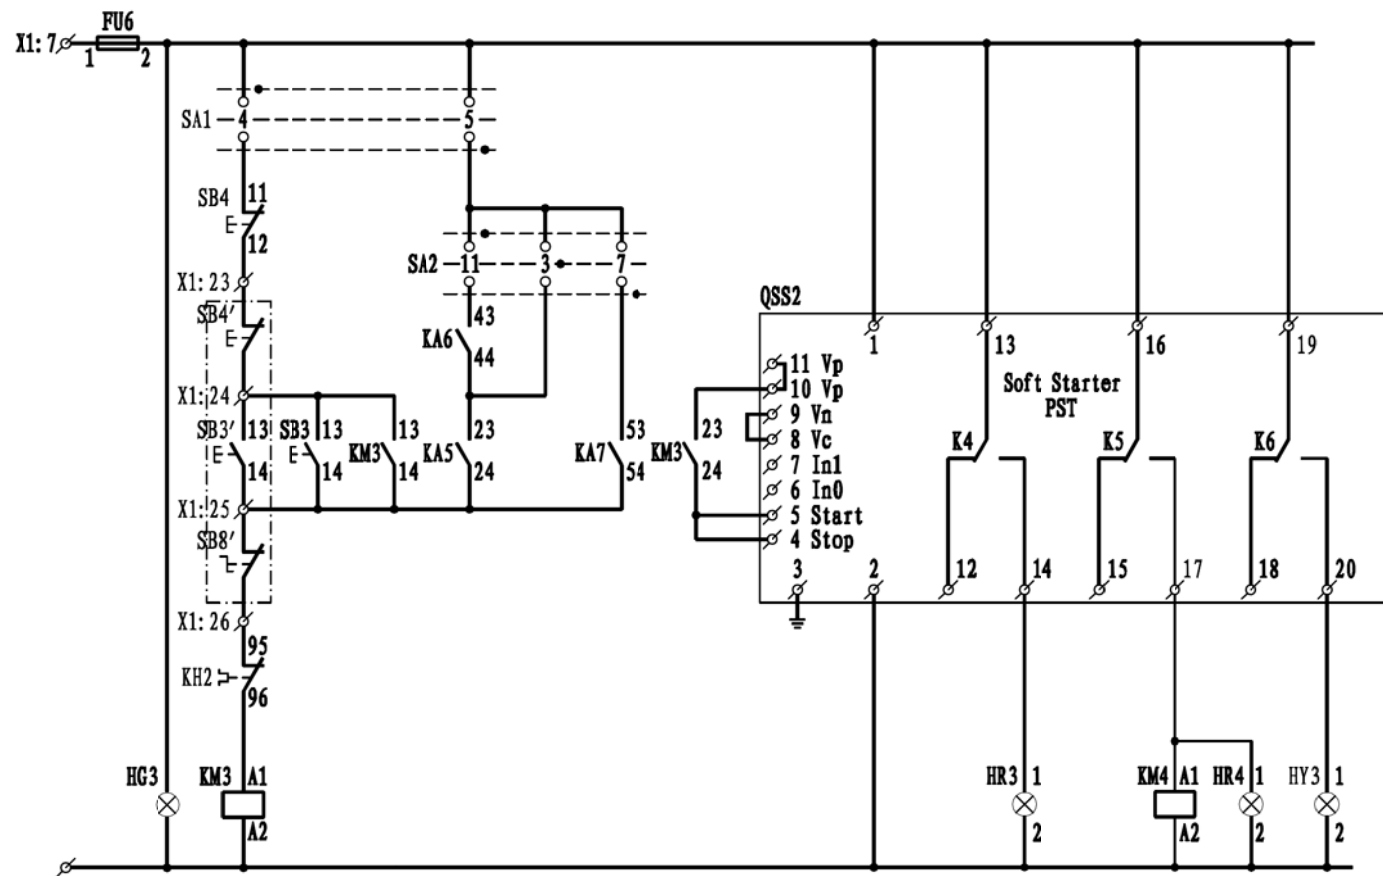 FU6
X1:7
1 2
SA1 4 5
SB4 11
12
SA2 11 3 7
X1:23
QSS2
SB4′
43
KA6
44
1 13 16 19
11 Vp
10 Vp
9 Vn
8 Vc
7 In1
6 In0
5 Start
4 Stop
Soft Starter
PST
X1:24
SB3′ 13 SB3 13 13 23 53 23
KM3 KA5 KA7 KM3
14 14 14 24 54 24
K4 K5 K6
X1:25
SB8′
3 2 12 14 15 17 18 20
X1:26
95
KH2
96
HG3 KM3 A1 HR3 1 KM4 A1 HR4 1 HY3 1
A2 2 A2 2 2